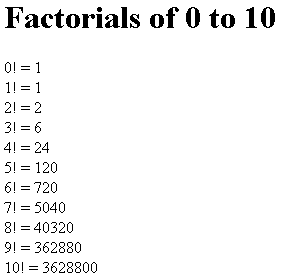 Factorials of 0 to 10
0! = 1
1! = 1
2! = 2
3! = 6
4! = 24
5! = 120
6! = 720
7! = 5040
8! = 40320
9! = 362880
10! = 3628800